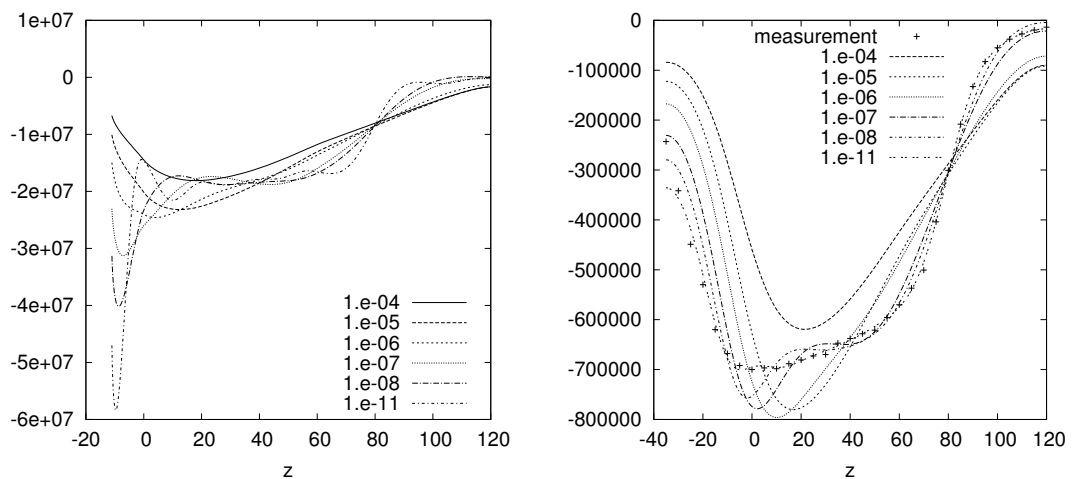 1e+07
0
-1e+07
-2e+07
-3e+07
-4e+07
-5e+07
-6e+07
1.e-04
1.e-05
1.e-06
1.e-07
1.e-08
1.e-11
-20 0 20 40 60 80 100 120
z
0
-100000
-200000
-300000
-400000
-500000
-600000
-700000
-800000
measurement
1.e-04
1.e-05
1.e-06
1.e-07
1.e-08
1.e-11
-40 -20 0 20 40 60 80 100 120
z